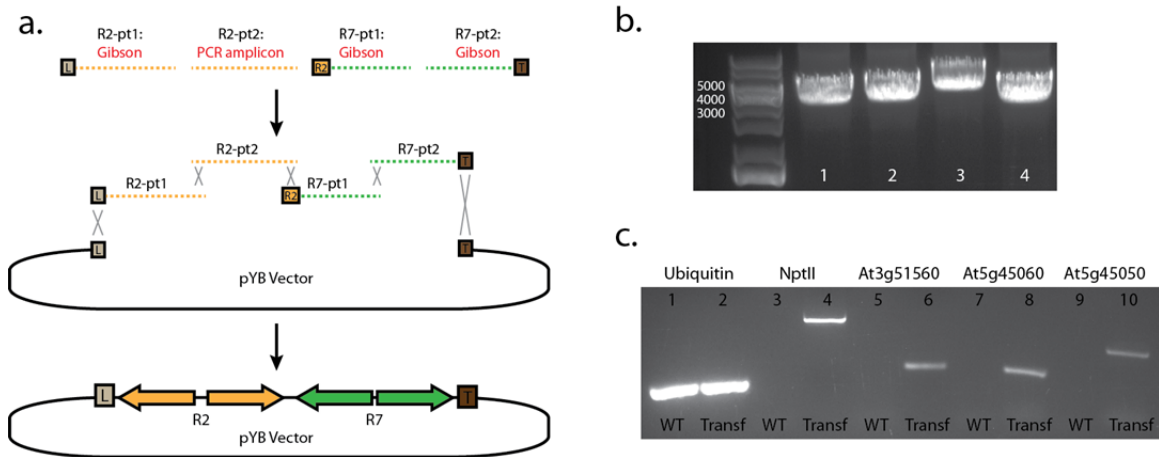 a.
R2-pt1: R2-pt2: R7-pt1: R7-pt2:
Gibson PCR amplicon Gibson Gibson
L R2 T
R2-pt2 R7-pt2
T
R2-pt1 R7-pt1
L R2
L T
pYB Vector
L T
R2 R7
pYB Vector
b.
5000
4000
3000
1 2 3 4
c.
Ubiquitin NptII At3g51560 At5g45060 At5g45050
1 2 3 4 5 6 7 8 9 10
WT Transf WT Transf WT Transf WT Transf WT Transf